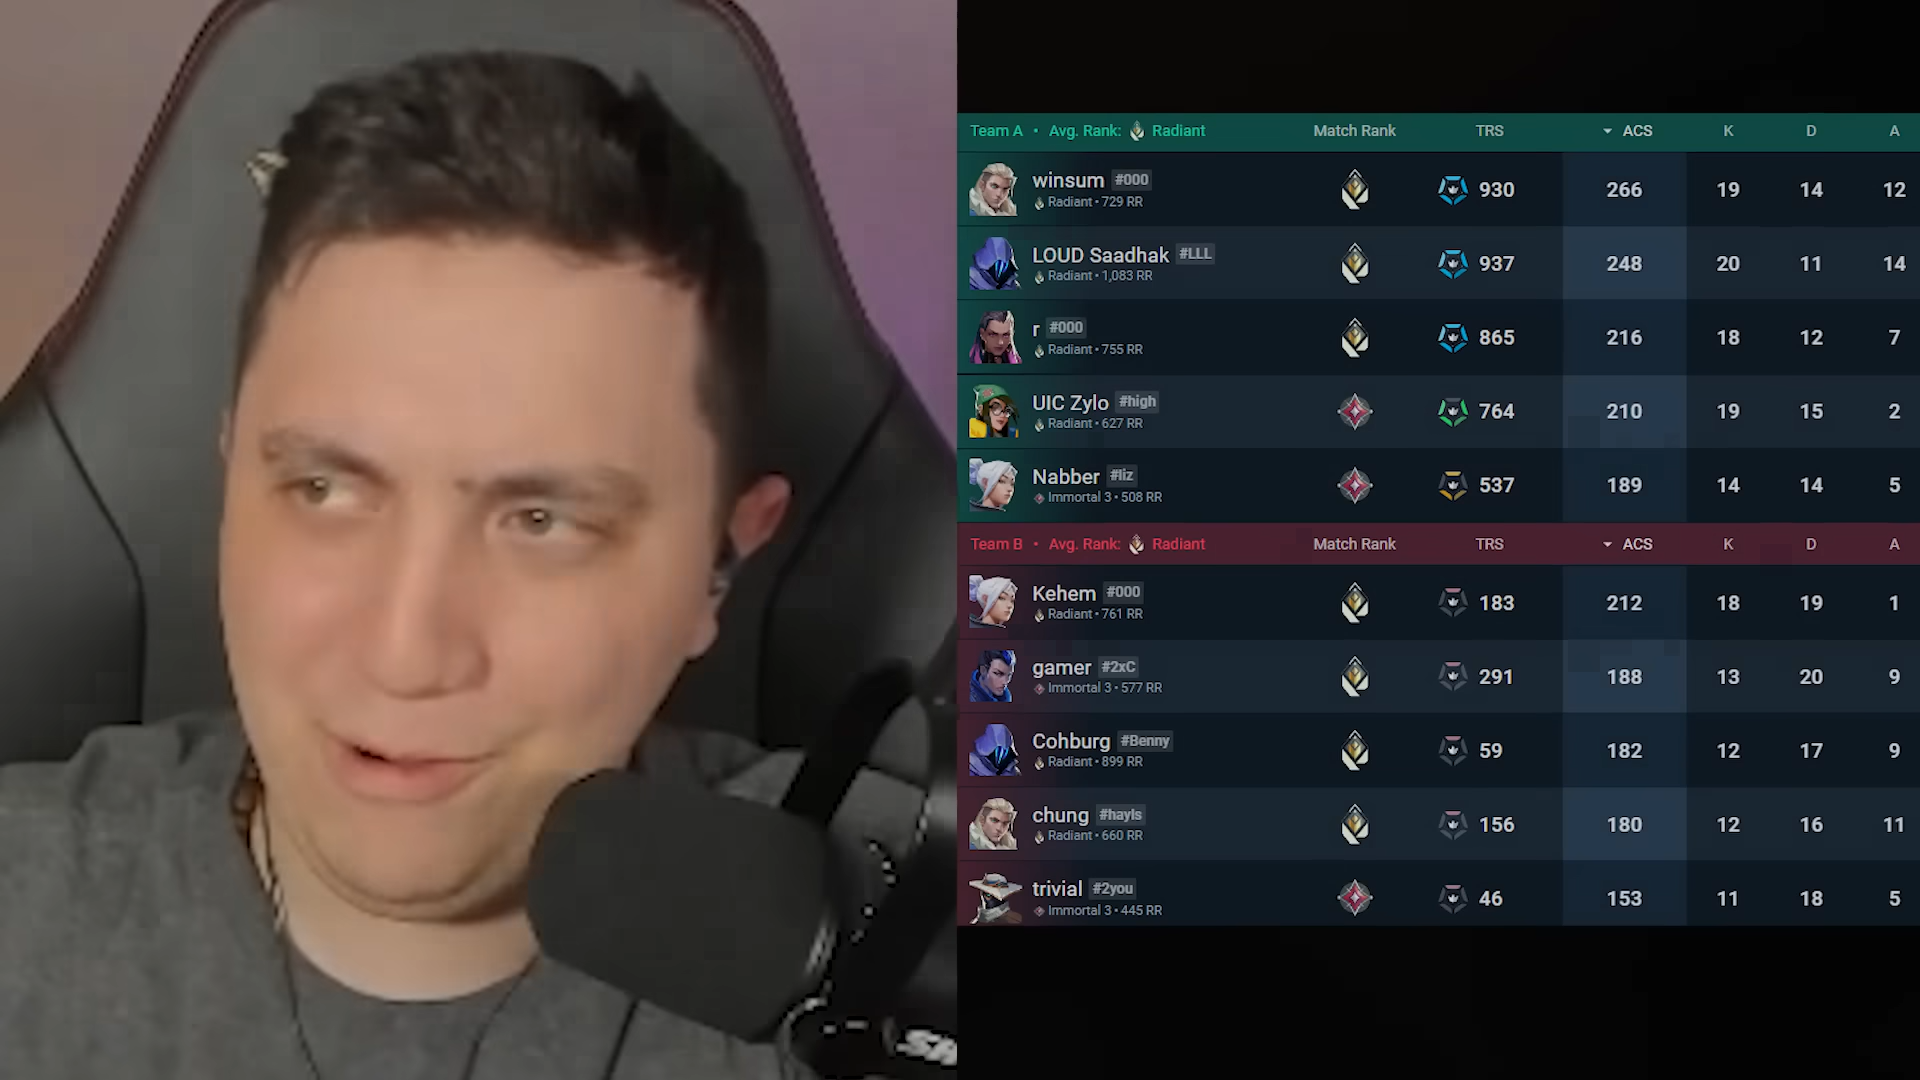 Team A • Avg. Rank: Radiant Match Rank TRS ACS K D A
winsum #000
Radiant • 729 RR
930 266 19 14 12
LOUD Saadhak #LLL
Radiant • 1,083 RR
937 248 20 11 14
r #000
Radiant • 755 RR
865 216 18 12 7
UIC Zylo #high
Radiant • 627 RR
764 210 19 15 2
Nabber #liz
Immortal 3 • 508 RR
537 189 14 14 5
Team B • Avg. Rank: Radiant Match Rank TRS ACS K D A
Kehem #000
Radiant • 761 RR
183 212 18 19 1
gamer #2xC
Immortal 3 • 577 RR
291 188 13 20 9
Cohburg #Benny
Radiant • 899 RR
59 182 12 17 9
chung #hayls
Radiant • 660 RR
156 180 12 16 11
trivial #2you
Immortal 3 • 445 RR
46 153 11 18 5